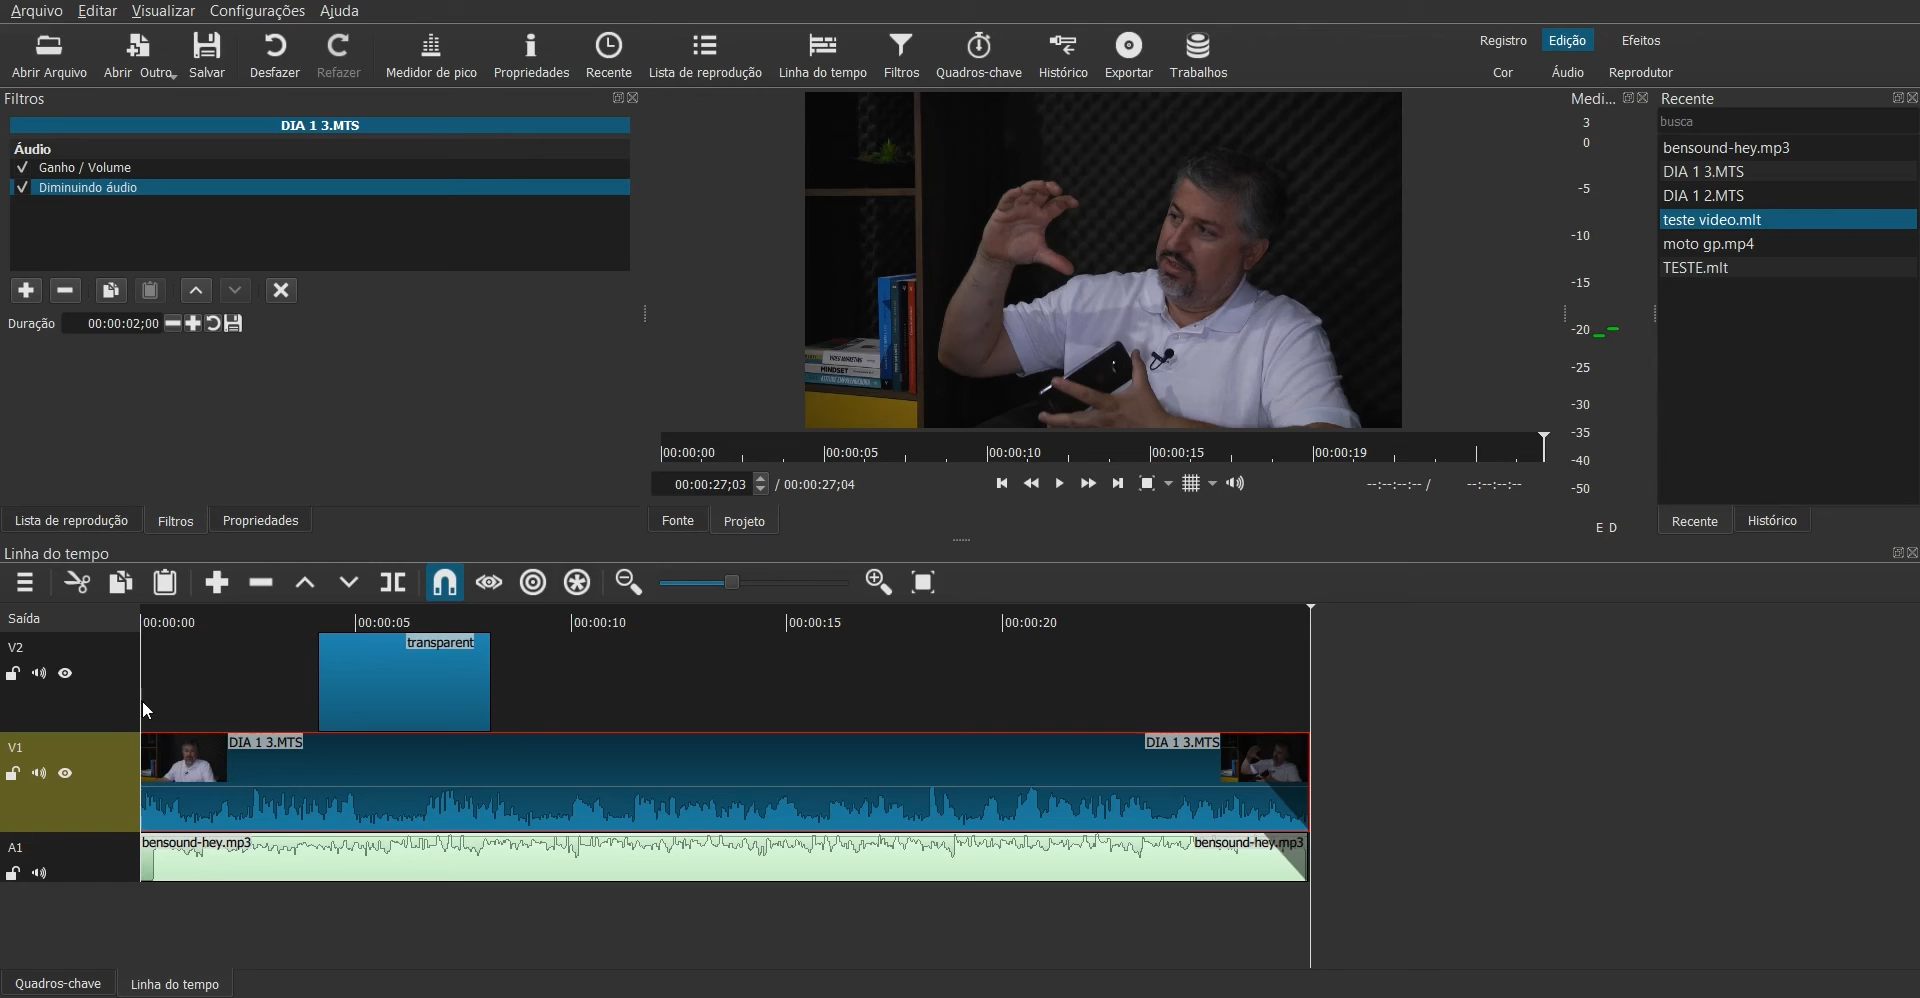 Arquivo Editar Visualizar Configurações Ajuda
Abrir Arquivo Abrir Outro Salvar Desfazer Refazer Medidor de pico Propriedades Recente Lista de reprodução Linha do tempo Filtros Quadros-chave Histórico Exportar Trabalhos
Registro Edição Efeitos
Cor Áudio Reprodutor
Filtros
DIA 1 3.MTS
Áudio
Ganho / Volume
Diminuindo áudio
Duração 00:00:02;00
Lista de reprodução Filtros Propriedades
MINDSET
00:00:00 00:00:05 00:00:10 00:00:15 00:00:19
00:00:27;03 / 00:00:27;04
--:--:--:-- / --:--:--:--
Fonte Projeto
Medi...
3
0
-5
-10
-15
-20
-25
-30
-35
-40
-50
E D
Recente
busca
bensound-hey.mp3
DIA 1 3.MTS
DIA 1 2.MTS
teste video.mlt
moto gp.mp4
TESTE.mlt
Recente Histórico
Linha do tempo
Saída
00:00:00 00:00:05 00:00:10 00:00:15 00:00:20
V2
transparent
V1
DIA 1 3.MTS DIA 1 3.MTS
A1
bensound-hey.mp3 bensound-hey.mp3
Quadros-chave Linha do tempo